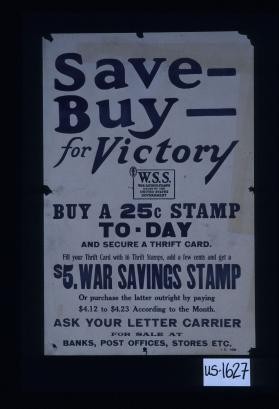 Save—
Buy—
for Victory
W.S.S.
WAR SAVINGS STAMPS
ISSUED BY THE
UNITED STATES
GOVERNMENT
BUY A 25c STAMP
TO-DAY
AND SECURE A THRIFT CARD.
Fill your Thrift Card with 16 Thrift Stamps, add a few cents and get a
$5. WAR SAVINGS STAMP
Or purchase the latter outright by paying
$4.12 to $4.23 According to the Month.
ASK YOUR LETTER CARRIER
FOR SALE AT
BANKS, POST OFFICES, STORES ETC.
US-1627